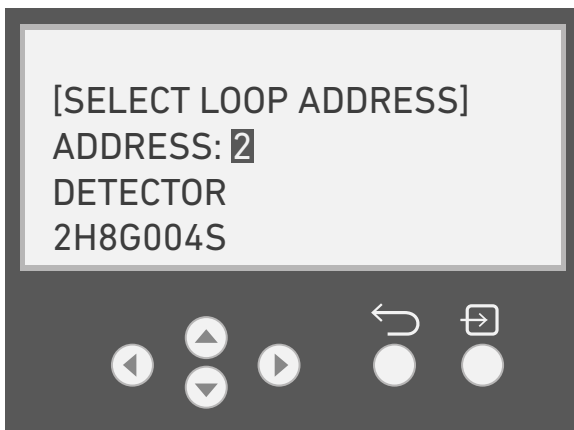 [SELECT LOOP ADDRESS]
ADDRESS: 2
DETECTOR
2H8G004S